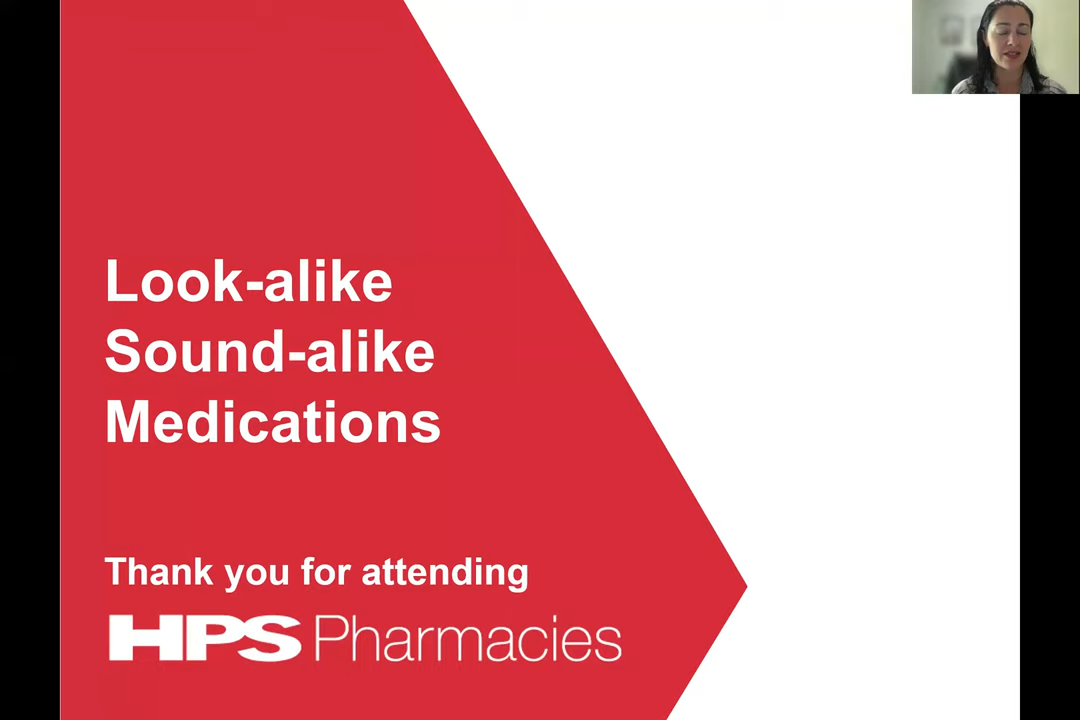 Look-alike
Sound-alike
Medications
Thank you for attending
HPS Pharmacies